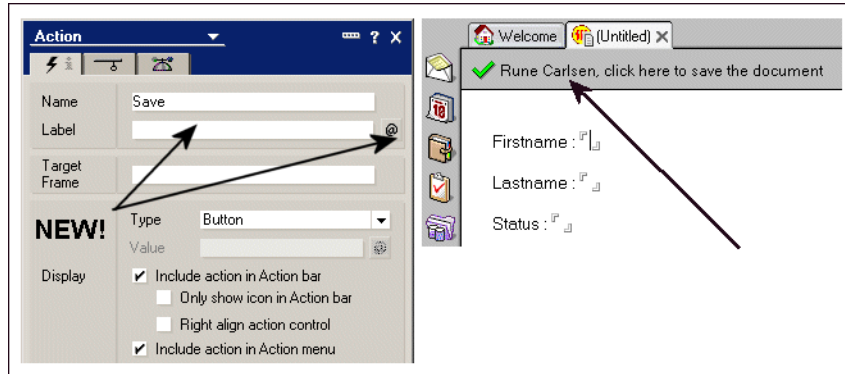 Action
? X
Name Save
Label @
Target
Frame
NEW!
Type Button
Value @
Display
Include action in Action bar
Only show icon in Action bar
Right align action control
Include action in Action menu
Welcome (Untitled)
Rune Carlsen, click here to save the document
Firstname :
Lastname :
Status :